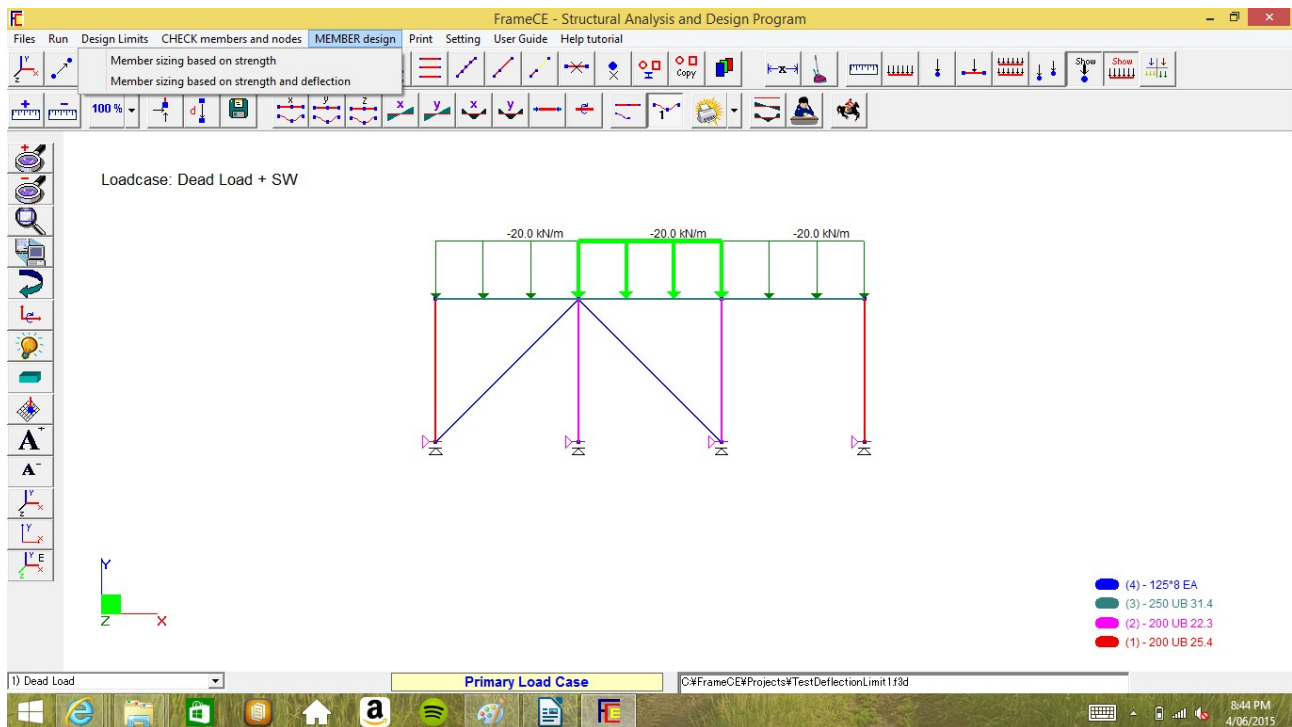 FrameCE - Structural Analysis and Design Program
Files Run Design Limits CHECK members and nodes MEMBER design Print Setting User Guide Help tutorial
Member sizing based on strength
Member sizing based on strength and deflection
Copy
Show
Show
100 %
Loadcase: Dead Load + SW
-20.0 kN/m -20.0 kN/m -20.0 kN/m
A+
A-
Y
Z X
(4) - 125*8 EA
(3) - 250 UB 31.4
(2) - 200 UB 22.3
(1) - 200 UB 25.4
1) Dead Load Primary Load Case C:¥FrameCE¥Projects¥TestDeflectionLimit1.f3d
8:44 PM
4/06/2015